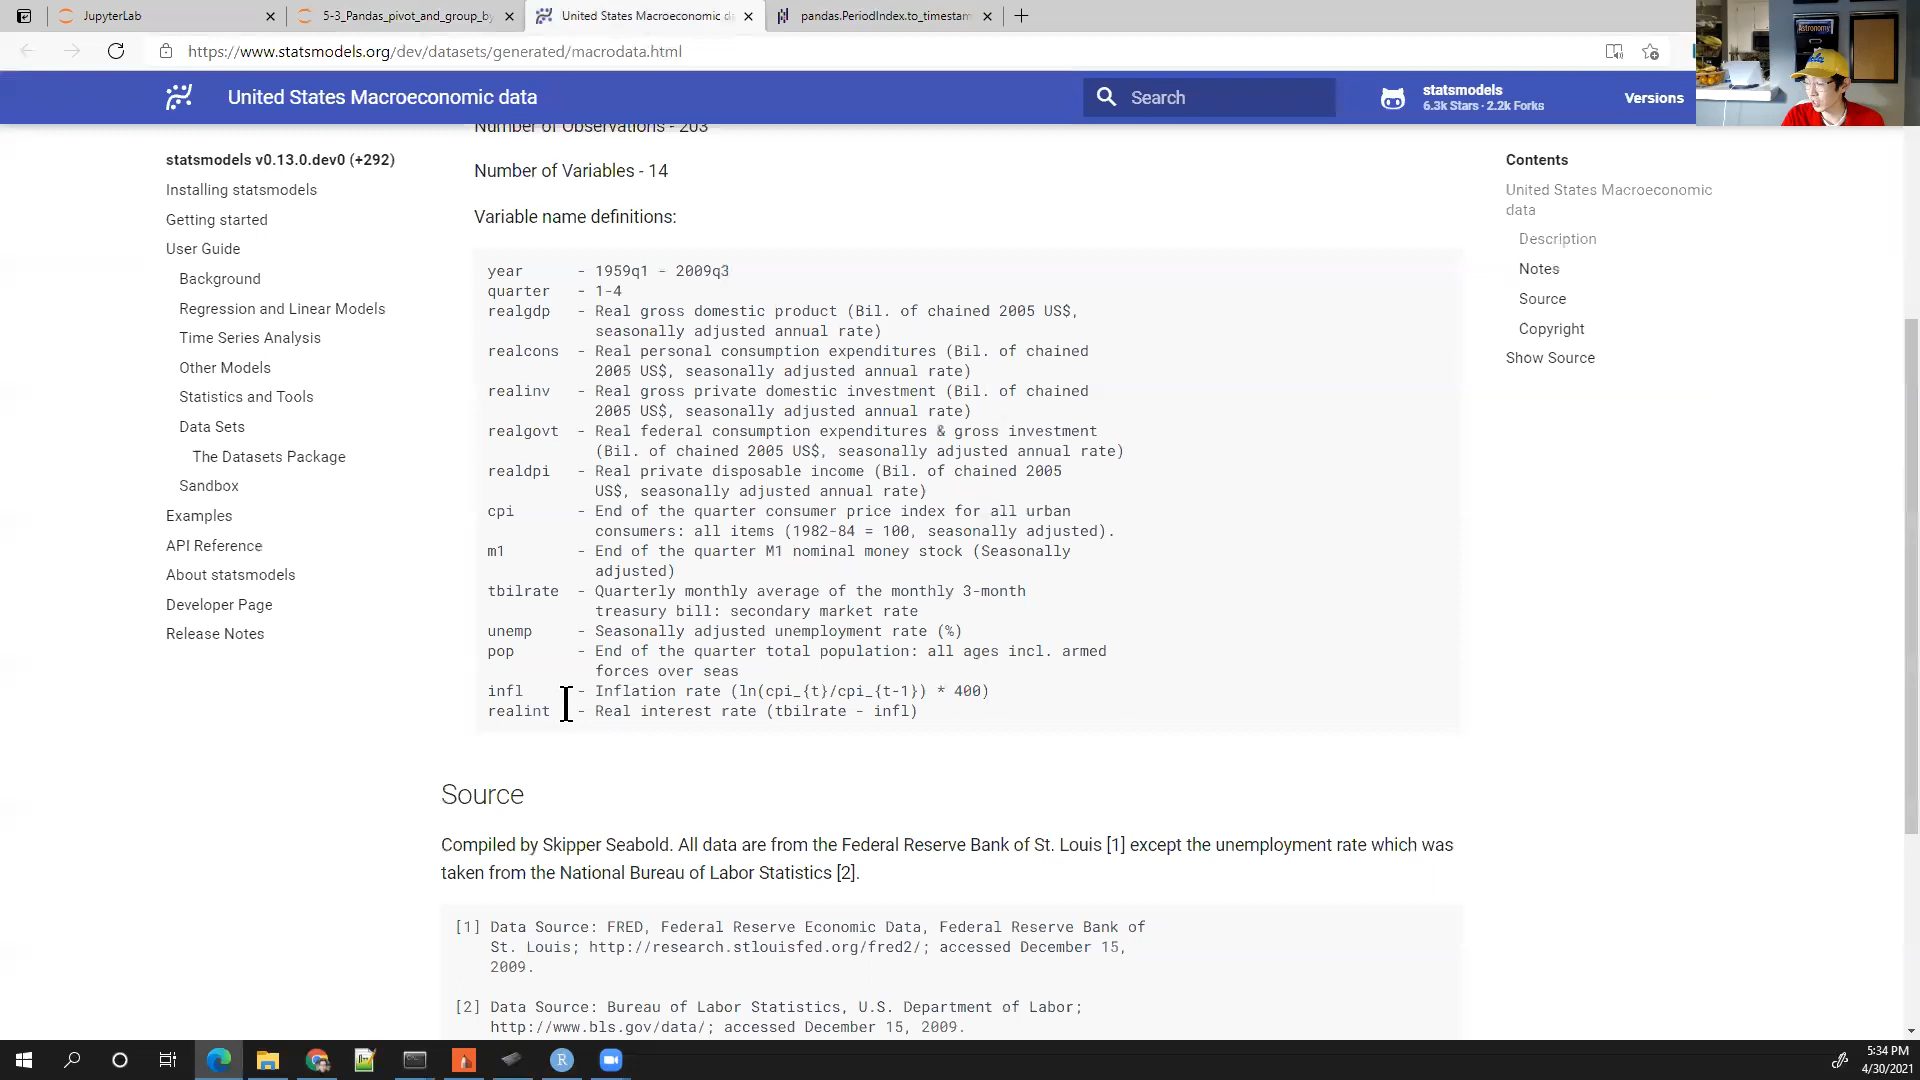 JupyterLab
5-3_Pandas_pivot_and_group_by
United States Macroeconomic d
pandas.PeriodIndex.to_timestam
https://www.statsmodels.org/dev/datasets/generated/macrodata.html
United States Macroeconomic data
Search
statsmodels
6.3k Stars · 2.2k Forks
Versions
Astronomy
statsmodels v0.13.0.dev0 (+292)
Installing statsmodels
Getting started
User Guide
Background
Regression and Linear Models
Time Series Analysis
Other Models
Statistics and Tools
Data Sets
The Datasets Package
Sandbox
Examples
API Reference
About statsmodels
Developer Page
Release Notes
Number of Observations - 203
Number of Variables - 14
Variable name definitions:
year - 1959q1 - 2009q3
quarter - 1-4
realgdp - Real gross domestic product (Bil. of chained 2005 US$,
seasonally adjusted annual rate)
realcons - Real personal consumption expenditures (Bil. of chained
2005 US$, seasonally adjusted annual rate)
realinv - Real gross private domestic investment (Bil. of chained
2005 US$, seasonally adjusted annual rate)
realgovt - Real federal consumption expenditures & gross investment
(Bil. of chained 2005 US$, seasonally adjusted annual rate)
realdpi - Real private disposable income (Bil. of chained 2005
US$, seasonally adjusted annual rate)
cpi - End of the quarter consumer price index for all urban
consumers: all items (1982-84 = 100, seasonally adjusted).
m1 - End of the quarter M1 nominal money stock (Seasonally
adjusted)
tbilrate - Quarterly monthly average of the monthly 3-month
treasury bill: secondary market rate
unemp - Seasonally adjusted unemployment rate (%)
pop - End of the quarter total population: all ages incl. armed
forces over seas
infl - Inflation rate (ln(cpi_{t}/cpi_{t-1}) * 400)
realint - Real interest rate (tbilrate - infl)
Source
Compiled by Skipper Seabold. All data are from the Federal Reserve Bank of St. Louis [1] except the unemployment rate which was
taken from the National Bureau of Labor Statistics [2].
[1] Data Source: FRED, Federal Reserve Economic Data, Federal Reserve Bank of
St. Louis; http://research.stlouisfed.org/fred2/; accessed December 15,
2009.
[2] Data Source: Bureau of Labor Statistics, U.S. Department of Labor;
http://www.bls.gov/data/; accessed December 15, 2009.
Contents
United States Macroeconomic
data
Description
Notes
Source
Copyright
Show Source
R
5:34 PM
4/30/2021